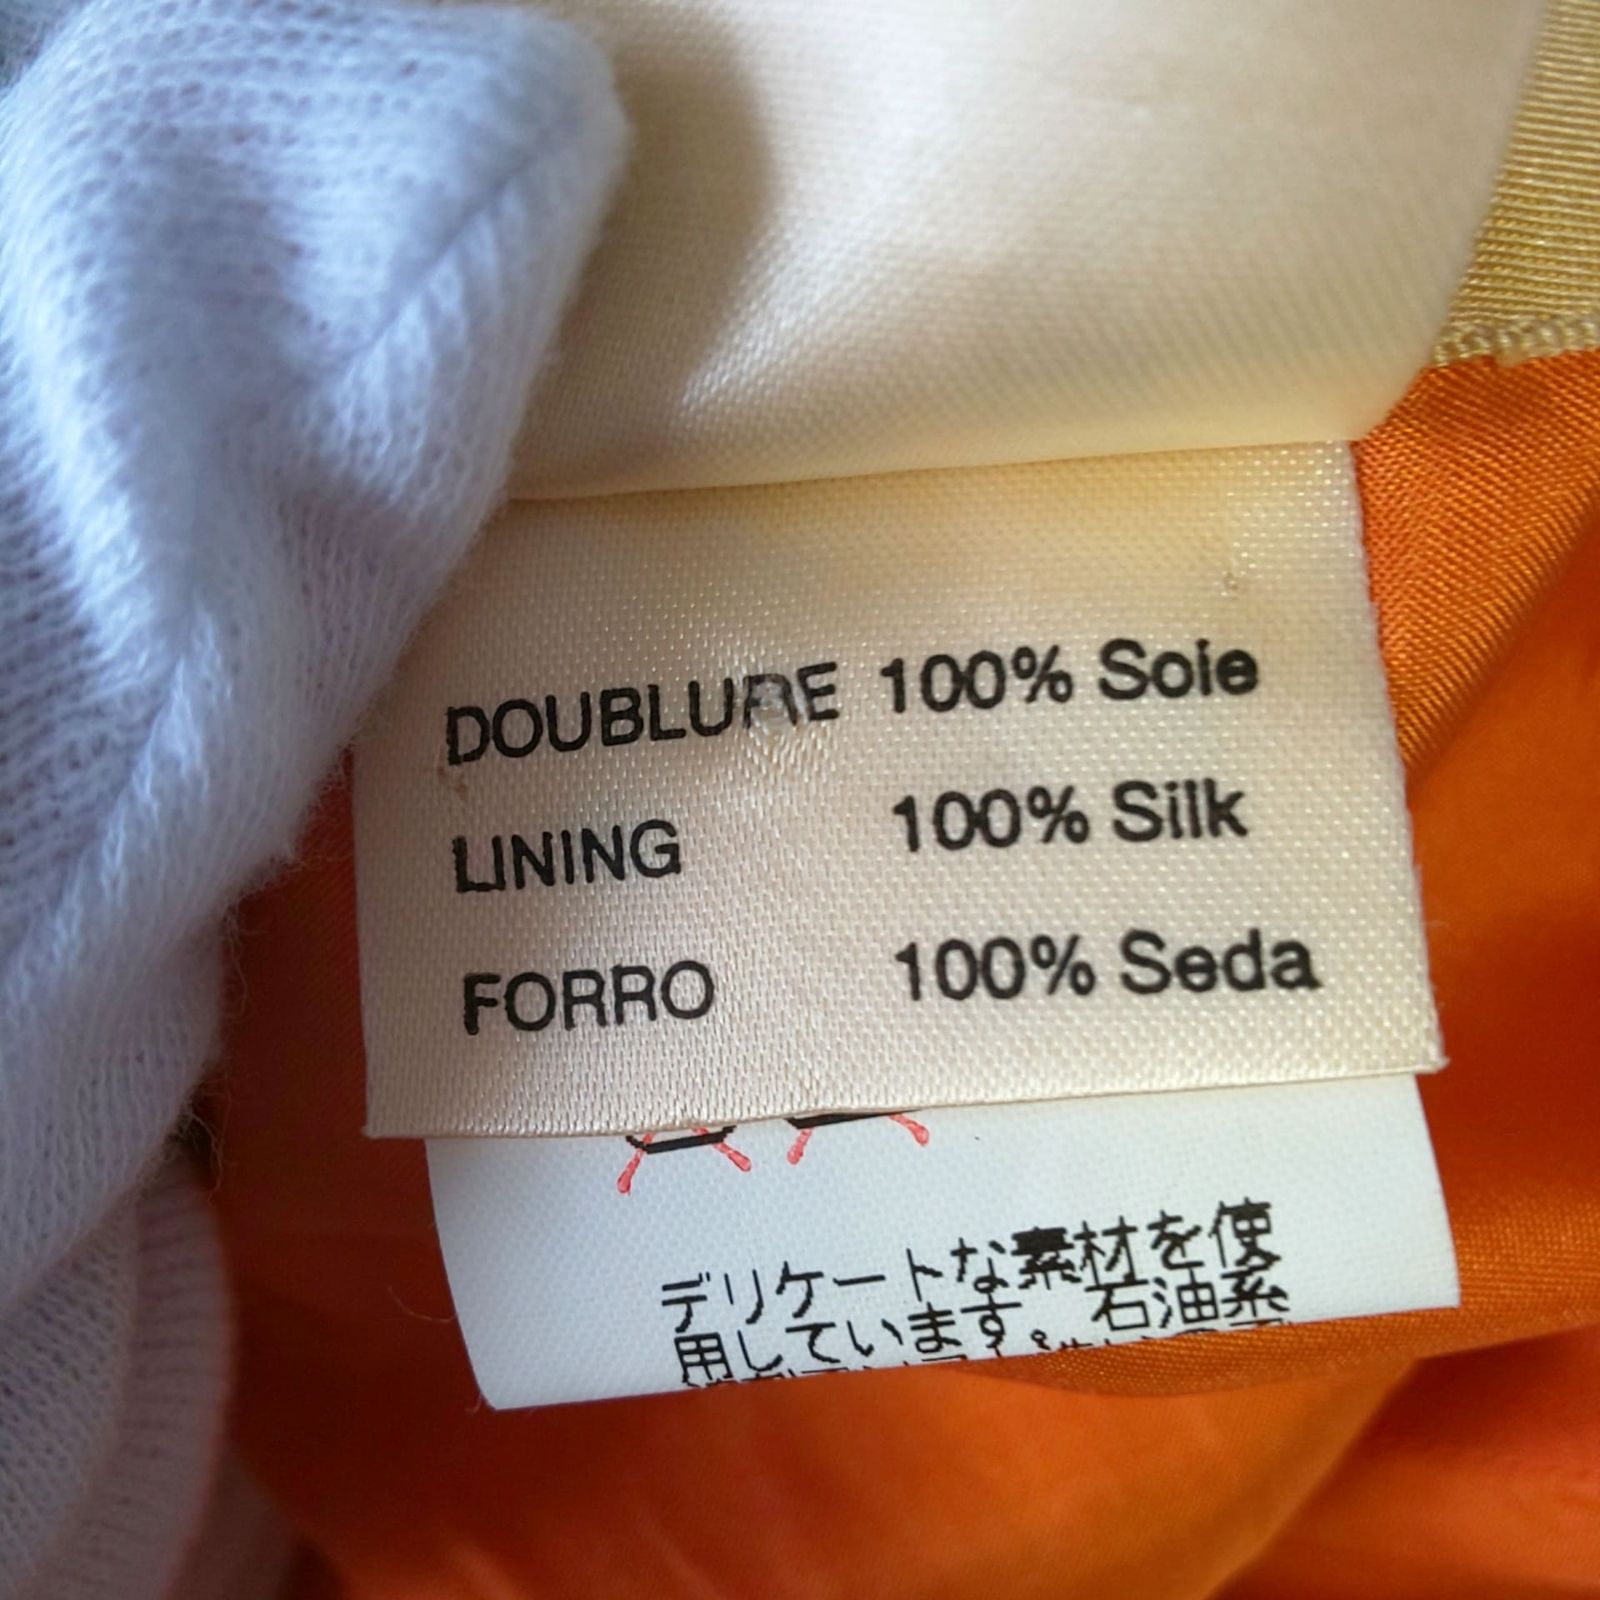 DOUBLURE 100% Soie
LINING 100% Silk
FORRO 100% Seda
デリケートな素材を使
用しています。石油系